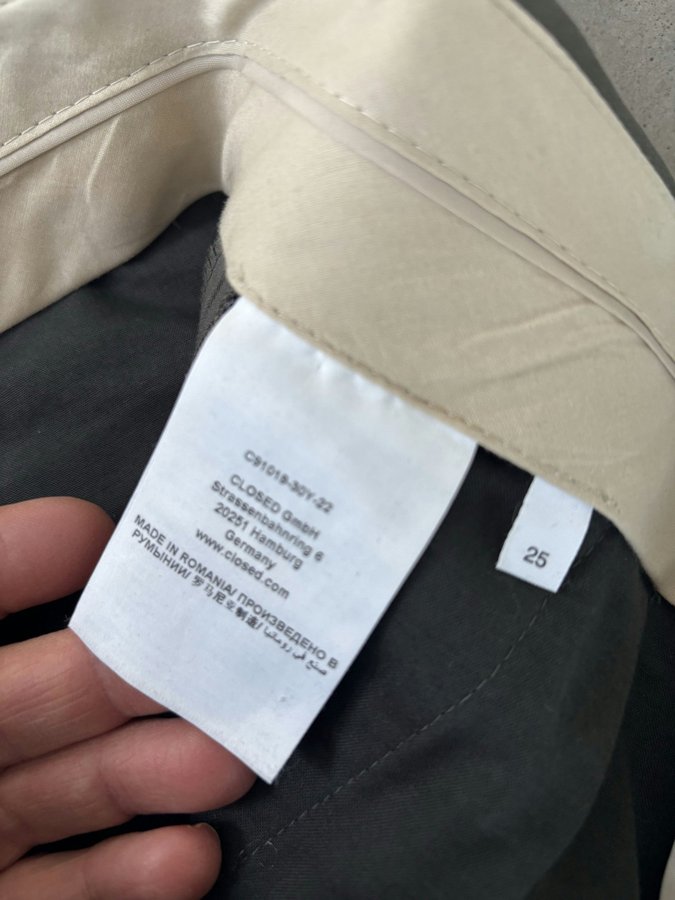 C91019-30Y-22
CLOSED GmbH
Strassenbahnring 6
20251 Hamburg
Germany
www.closed.com
MADE IN ROMANIA/ ПРОИЗВЕДЕНО В
РУМЫНИИ/ 罗马尼亚制造/ صنع في رومانيا
25